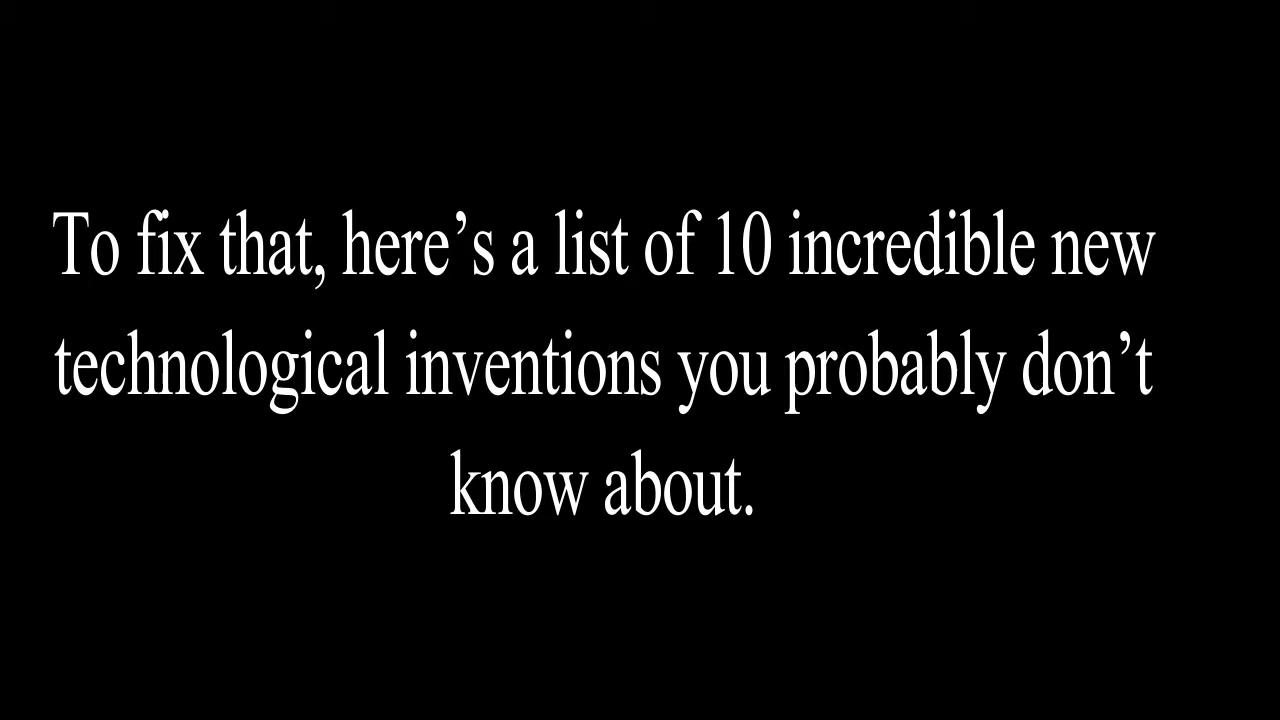 To fix that, here’s a list of 10 incredible new
technological inventions you probably don’t
know about.